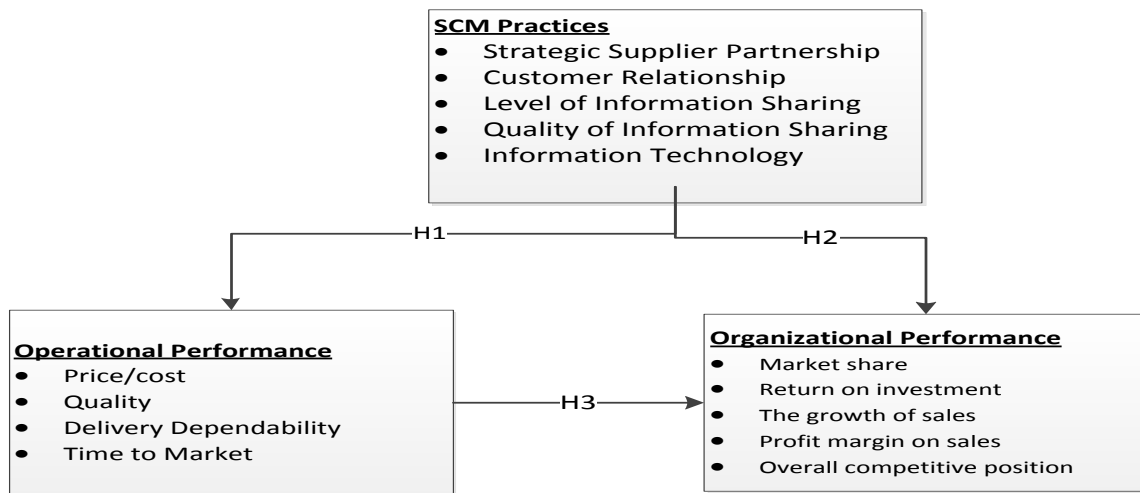 SCM Practices
• Strategic Supplier Partnership
• Customer Relationship
• Level of Information Sharing
• Quality of Information Sharing
• Information Technology
H1
H2
Operational Performance
• Price/cost
• Quality
• Delivery Dependability
• Time to Market
H3
Organizational Performance
• Market share
• Return on investment
• The growth of sales
• Profit margin on sales
• Overall competitive position